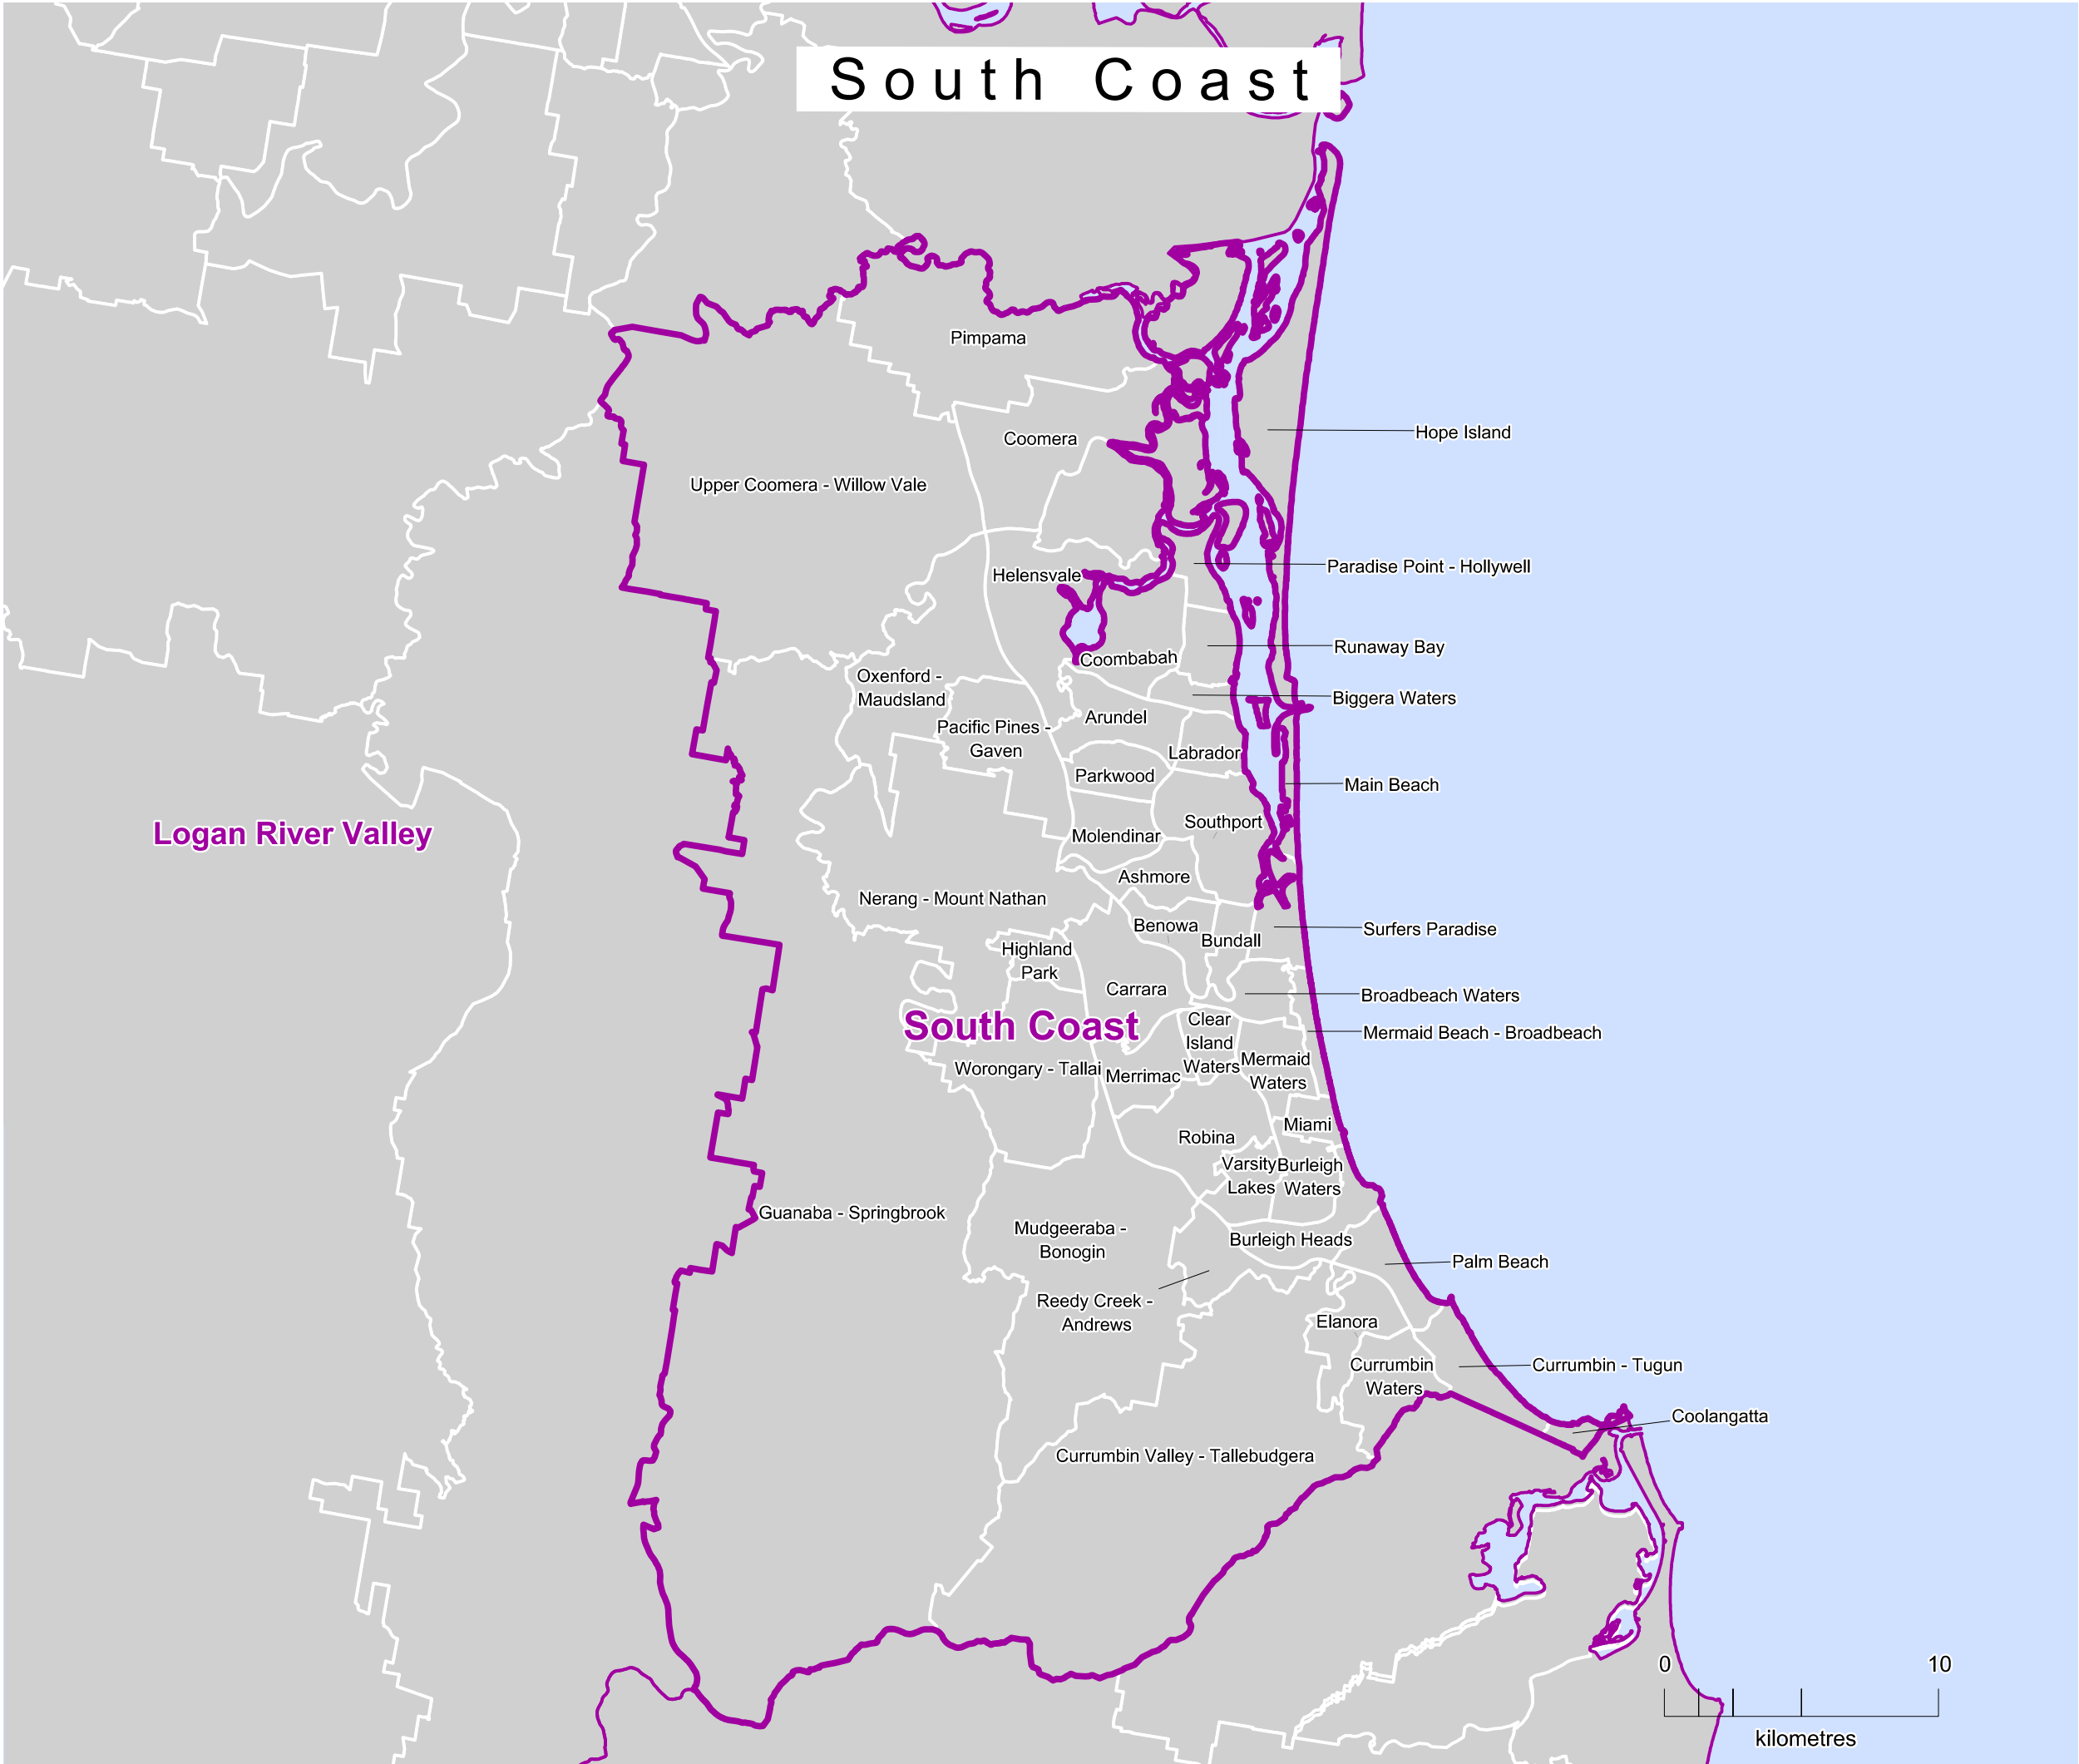 South Coast
Pimpama
Hope Island
Coomera
Upper Coomera - Willow Vale
Paradise Point - Hollywell
Helensvale
Runaway Bay
Coombabah
Oxenford -
Maudsland
Biggera Waters
Arundel
Pacific Pines -
Gaven
Labrador
Parkwood
Main Beach
Southport
Logan River Valley
Molendinar
Ashmore
Nerang - Mount Nathan
Benowa
Surfers Paradise
Bundall
Highland
Park
Carrara
Broadbeach Waters
South Coast
Clear
Island
Waters
Mermaid Beach - Broadbeach
Mermaid
Waters
Worongary - Tallai
Merrimac
Miami
Robina
Varsity
Lakes
Burleigh
Waters
Guanaba - Springbrook
Mudgeeraba -
Bonogin
Burleigh Heads
Palm Beach
Reedy Creek -
Andrews
Elanora
Currumbin
Waters
Currumbin - Tugun
Coolangatta
Currumbin Valley - Tallebudgera
0 10
kilometres